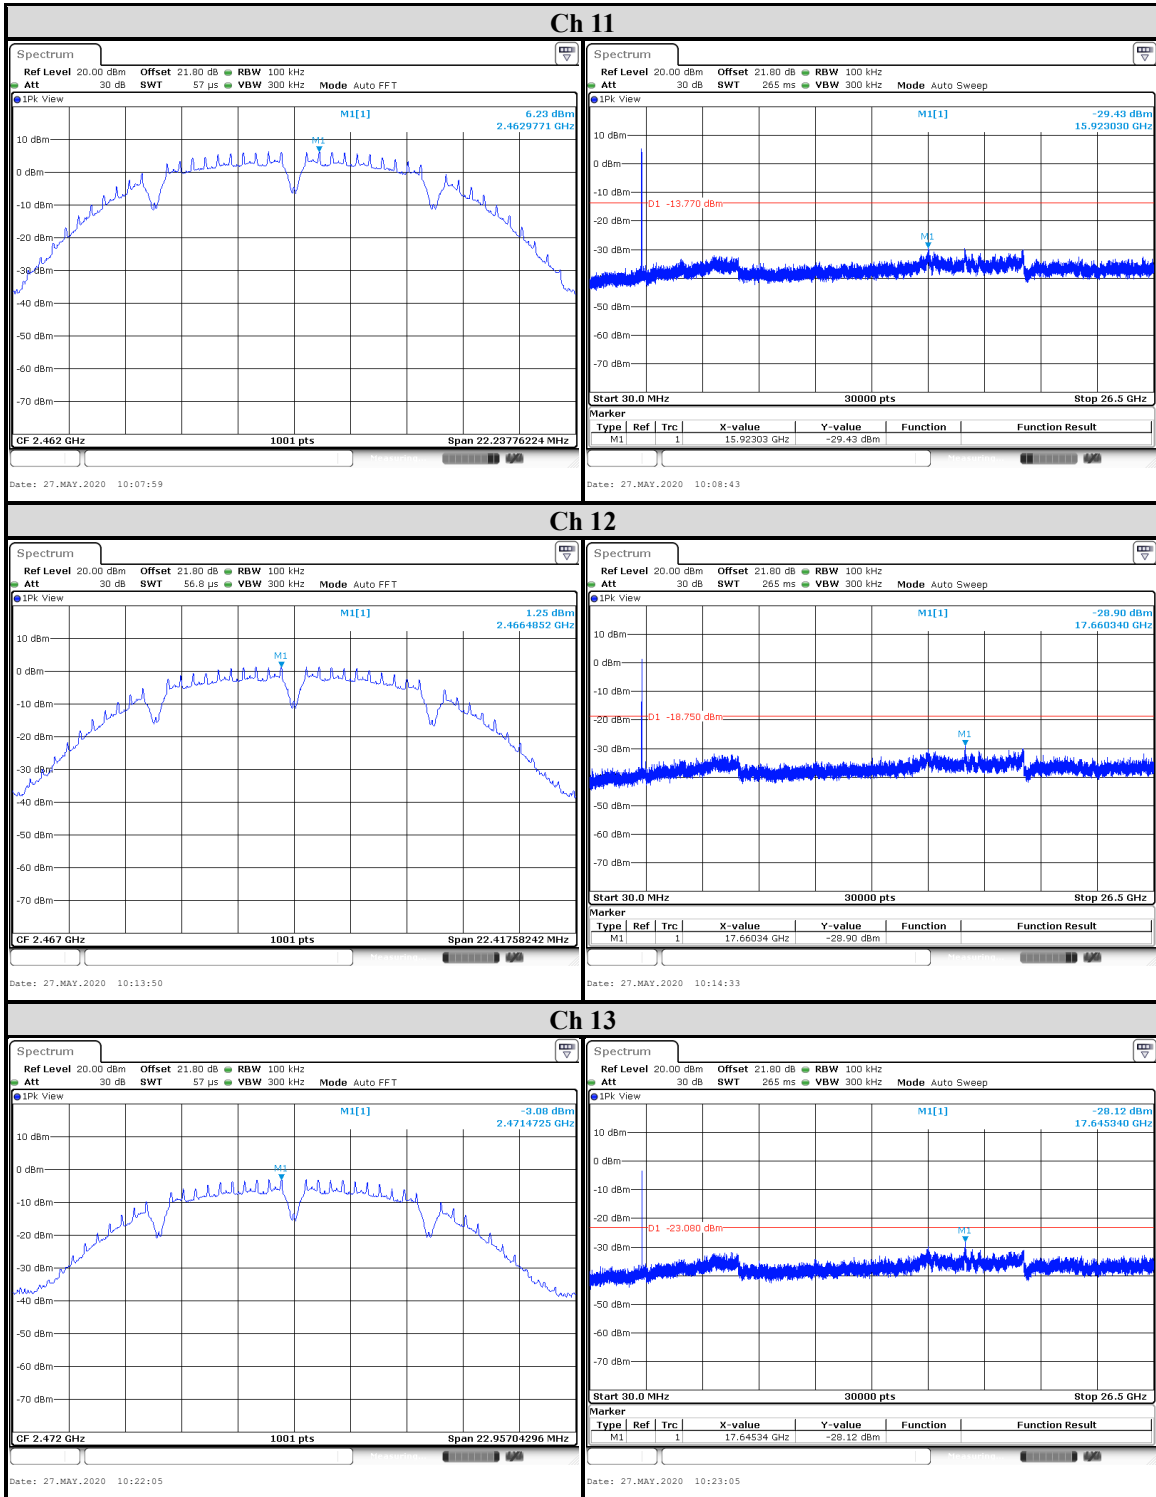 Ch 11
Spectrum
Ref Level 20.00 dBm Offset 21.80 dB RBW 100 kHz
Att 30 dB SWT 57 µs VBW 300 kHz Mode Auto FFT
1Pk View
M1[1] 6.23 dBm
2.4629771 GHz
M1
10 dBm
0 dBm
-10 dBm
-20 dBm
-30 dBm
-40 dBm
-50 dBm
-60 dBm
-70 dBm
CF 2.462 GHz 1001 pts Span 22.23776224 MHz
Date: 27.MAY.2020 10:07:59
Spectrum
Ref Level 20.00 dBm Offset 21.80 dB RBW 100 kHz
Att 30 dB SWT 265 ms VBW 300 kHz Mode Auto Sweep
1Pk View
M1[1] -29.43 dBm
15.923030 GHz
10 dBm
0 dBm
-10 dBm
D1 -13.770 dBm
-20 dBm
M1
-30 dBm
-50 dBm
-60 dBm
-70 dBm
Start 30.0 MHz 30000 pts Stop 26.5 GHz
Marker
Type Ref Trc X-value Y-value Function Function Result
M1 1 15.92303 GHz -29.43 dBm
Measuring...
Date: 27.MAY.2020 10:08:43
Ch 12
Spectrum
Ref Level 20.00 dBm Offset 21.80 dB RBW 100 kHz
Att 30 dB SWT 56.8 µs VBW 300 kHz Mode Auto FFT
1Pk View
M1[1] 1.25 dBm
2.4664852 GHz
10 dBm
M1
0 dBm
-10 dBm
-20 dBm
-30 dBm
-40 dBm
-50 dBm
-60 dBm
-70 dBm
CF 2.467 GHz 1001 pts Span 22.41758242 MHz
Measuring...
Date: 27.MAY.2020 10:13:50
Spectrum
Ref Level 20.00 dBm Offset 21.80 dB RBW 100 kHz
Att 30 dB SWT 265 ms VBW 300 kHz Mode Auto Sweep
1Pk View
M1[1] -28.90 dBm
17.660340 GHz
10 dBm
0 dBm
-10 dBm
D1 -18.750 dBm
-20 dBm
M1
-30 dBm
-50 dBm
-60 dBm
-70 dBm
Start 30.0 MHz 30000 pts Stop 26.5 GHz
Marker
Type Ref Trc X-value Y-value Function Function Result
M1 1 17.66034 GHz -28.90 dBm
Measuring...
Date: 27.MAY.2020 10:14:33
Ch 13
Spectrum
Ref Level 20.00 dBm Offset 21.80 dB RBW 100 kHz
Att 30 dB SWT 57 µs VBW 300 kHz Mode Auto FFT
1Pk View
M1[1] -3.08 dBm
2.4714725 GHz
10 dBm
0 dBm
M1
-10 dBm
-20 dBm
-30 dBm
-40 dBm
-50 dBm
-60 dBm
-70 dBm
CF 2.472 GHz 1001 pts Span 22.95704296 MHz
Date: 27.MAY.2020 10:22:05
Spectrum
Ref Level 20.00 dBm Offset 21.80 dB RBW 100 kHz
Att 30 dB SWT 265 ms VBW 300 kHz Mode Auto Sweep
1Pk View
M1[1] -28.12 dBm
17.645340 GHz
10 dBm
0 dBm
-10 dBm
-20 dBm
D1 -23.080 dBm
M1
-30 dBm
-50 dBm
-60 dBm
-70 dBm
Start 30.0 MHz 30000 pts Stop 26.5 GHz
Marker
Type Ref Trc X-value Y-value Function Function Result
M1 1 17.64534 GHz -28.12 dBm
Date: 27.MAY.2020 10:23:05